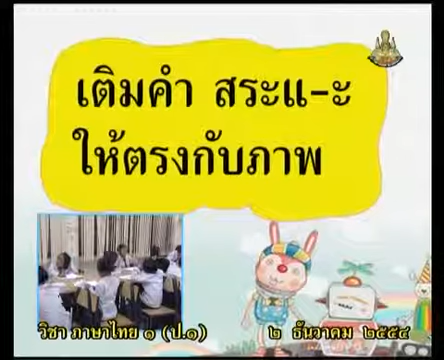 เติมคำ สระแ-ะ
ให้ตรงกับภาพ
วิชา ภาษาไทย ๑ (ป.๑)
๒ ธันวาคม ๒๕๕๔